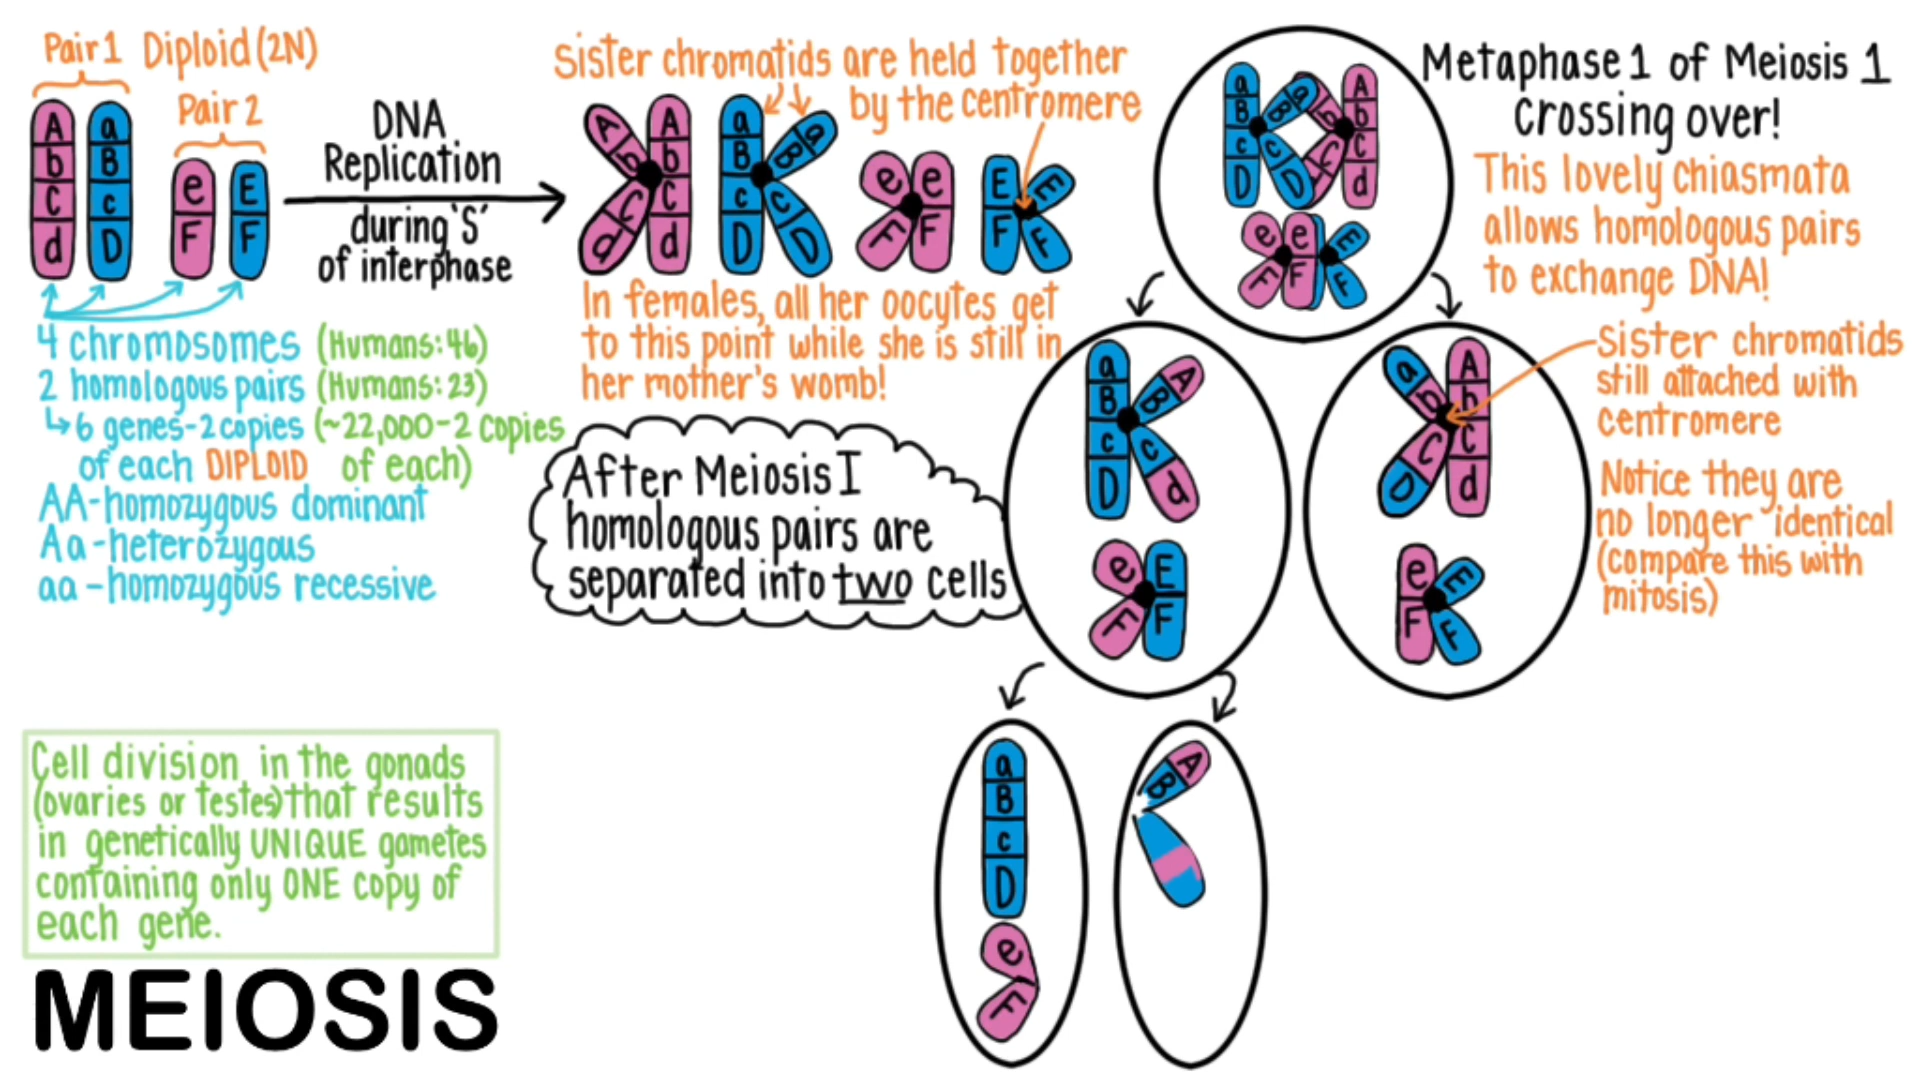 Pair 1 Diploid (2N)
Pair 2
A
b
C
d
a
B
c
D
e
F
E
F
DNA
Replication
during 'S'
of interphase
4 chromosomes (Humans: 46)
2 homologous pairs (Humans: 23)
↳ 6 genes - 2 copies (~22,000 - 2 copies
of each DIPLOID of each)
AA - homozygous dominant
Aa - heterozygous
aa - homozygous recessive
Sister chromatids are held together
by the centromere
A A
b b
C C
d d
a a
B B
c c
D D
e e
F F
E E
F F
In females, all her oocytes get
to this point while she is still in
her mother's womb!
Metaphase 1 of Meiosis 1
Crossing over!
This lovely chiasmata
allows homologous pairs
to exchange DNA!
a a A
B B b b
c c C C
D D d
e e E
F F F
After Meiosis I
homologous pairs are
separated into two cells
a A
B B
c c
D d
e E
F F
a A
b b
C C
D d
e E
F F
Sister chromatids
still attached with
centromere
Notice they are
no longer identical
(compare this with
mitosis)
a
B
c
D
e
F
A
B
Cell division in the gonads
(ovaries or testes) that results
in genetically UNIQUE gametes
containing only ONE copy of
each gene.
MEIOSIS